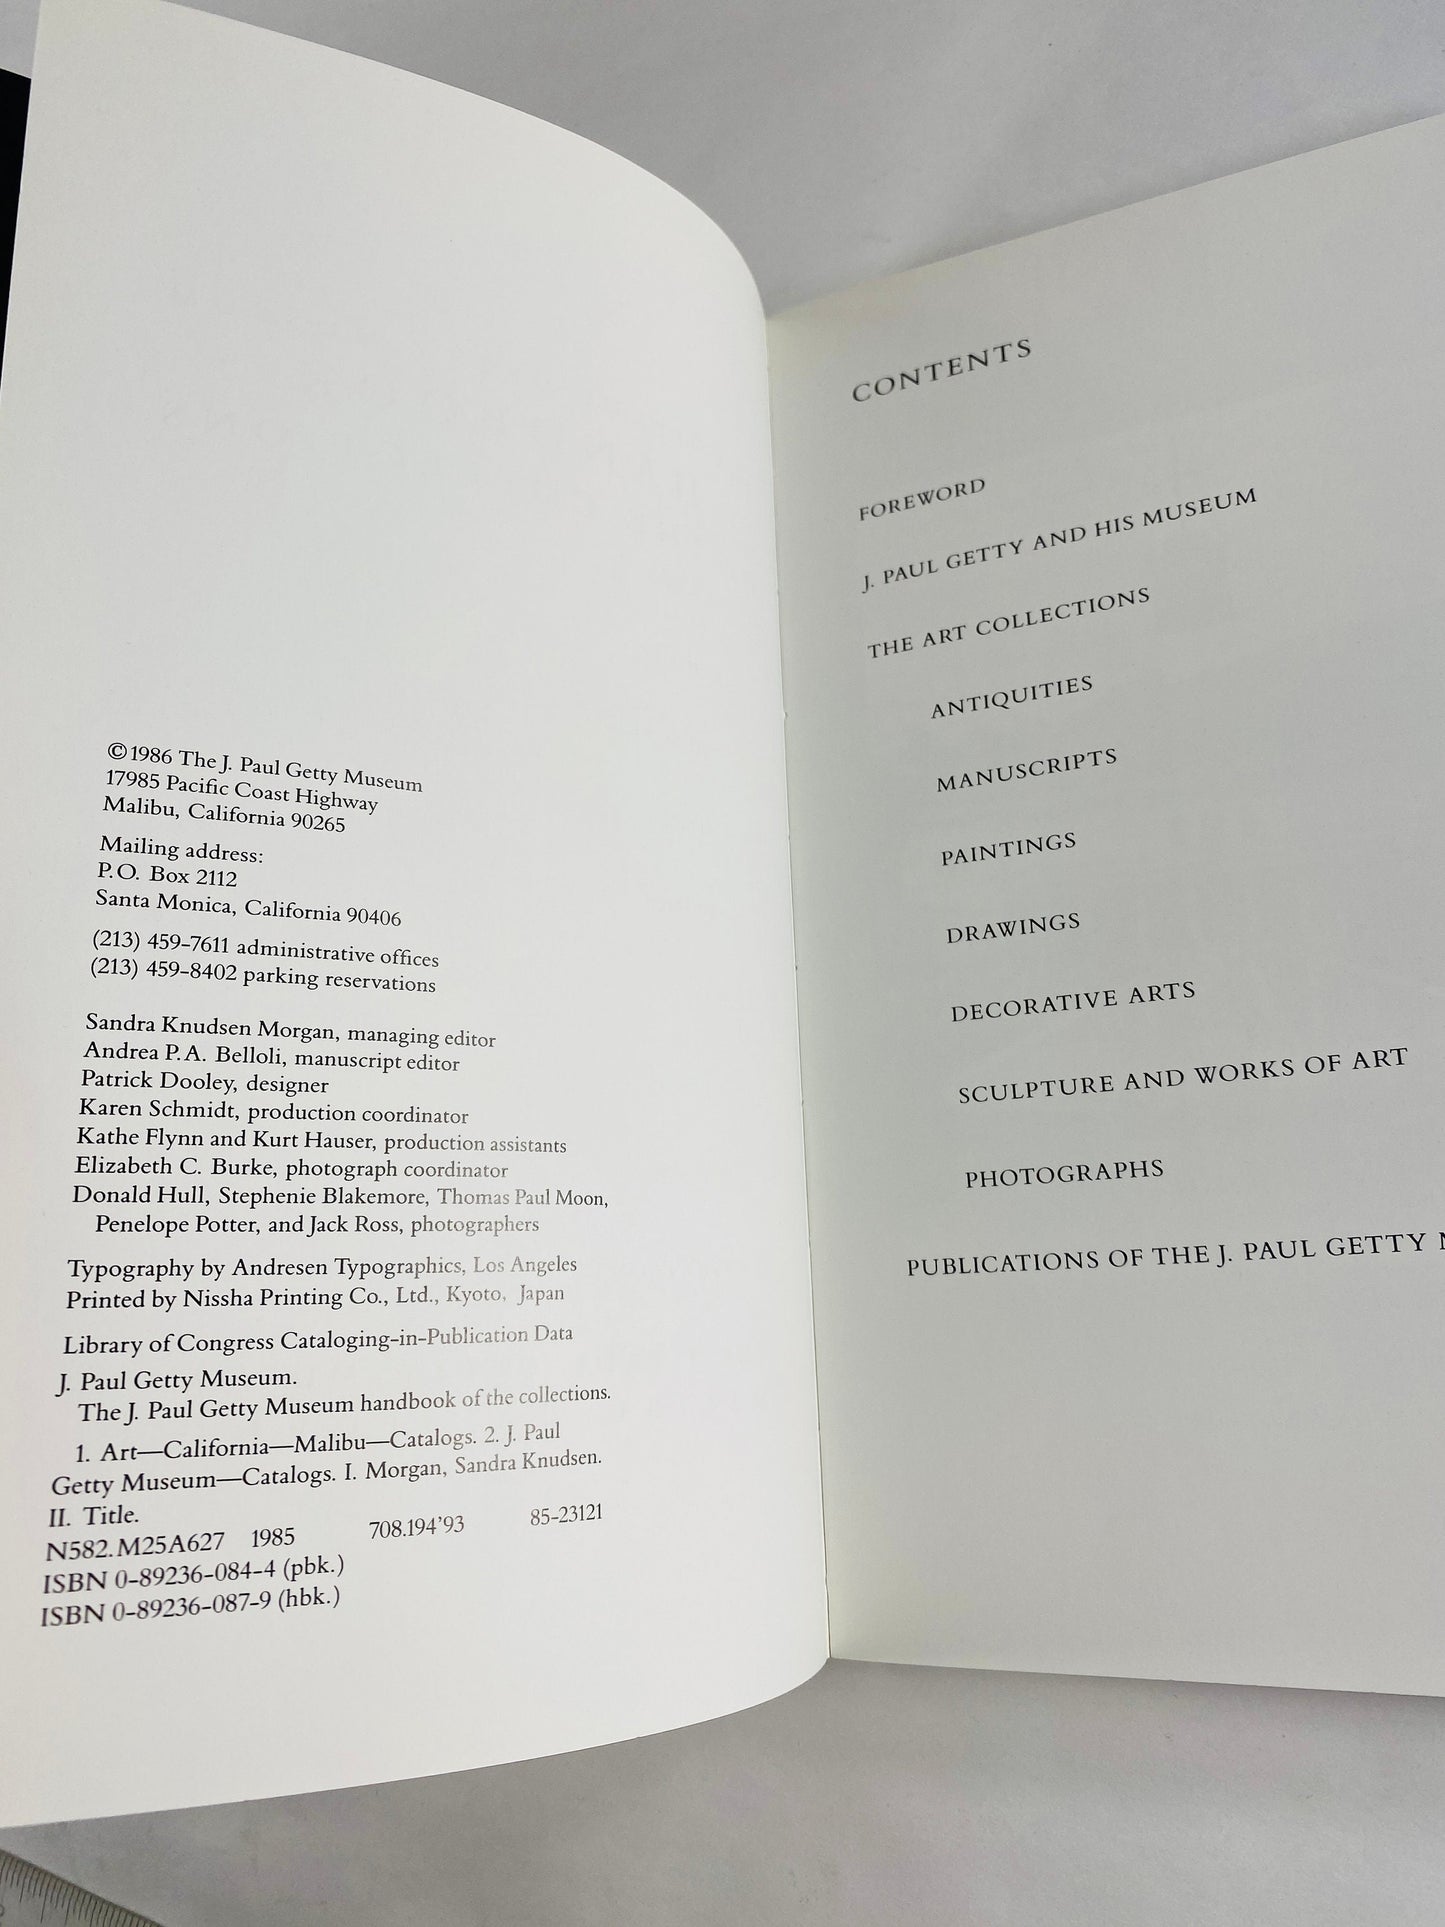 ©1986 The J. Paul Getty Museum
17985 Pacific Coast Highway
Malibu, California 90265
Mailing address:
P.O. Box 2112
Santa Monica, California 90406
(213) 459-7611 administrative offices
(213) 459-8402 parking reservations
Sandra Knudsen Morgan, managing editor
Andrea P.A. Belloli, manuscript editor
Patrick Dooley, designer
Karen Schmidt, production coordinator
Kathe Flynn and Kurt Hauser, production assistants
Elizabeth C. Burke, photograph coordinator
Donald Hull, Stephenie Blakemore, Thomas Paul Moon,
Penelope Potter, and Jack Ross, photographers
Typography by Andresen Typographics, Los Angeles
Printed by Nissha Printing Co., Ltd., Kyoto, Japan
Library of Congress Cataloging-in-Publication Data
J. Paul Getty Museum.
The J. Paul Getty Museum handbook of the collections.
1. Art—California—Malibu—Catalogs. 2. J. Paul
Getty Museum—Catalogs. I. Morgan, Sandra Knudsen.
II. Title.
N582.M25A627 1985 708.194'93 85-23121
ISBN 0-89236-084-4 (pbk.)
ISBN 0-89236-087-9 (hbk.)
CONTENTS
FOREWORD
J. PAUL GETTY AND HIS MUSEUM
THE ART COLLECTIONS
ANTIQUITIES
MANUSCRIPTS
PAINTINGS
DRAWINGS
DECORATIVE ARTS
SCULPTURE AND WORKS OF ART
PHOTOGRAPHS
PUBLICATIONS OF THE J. PAUL GETTY